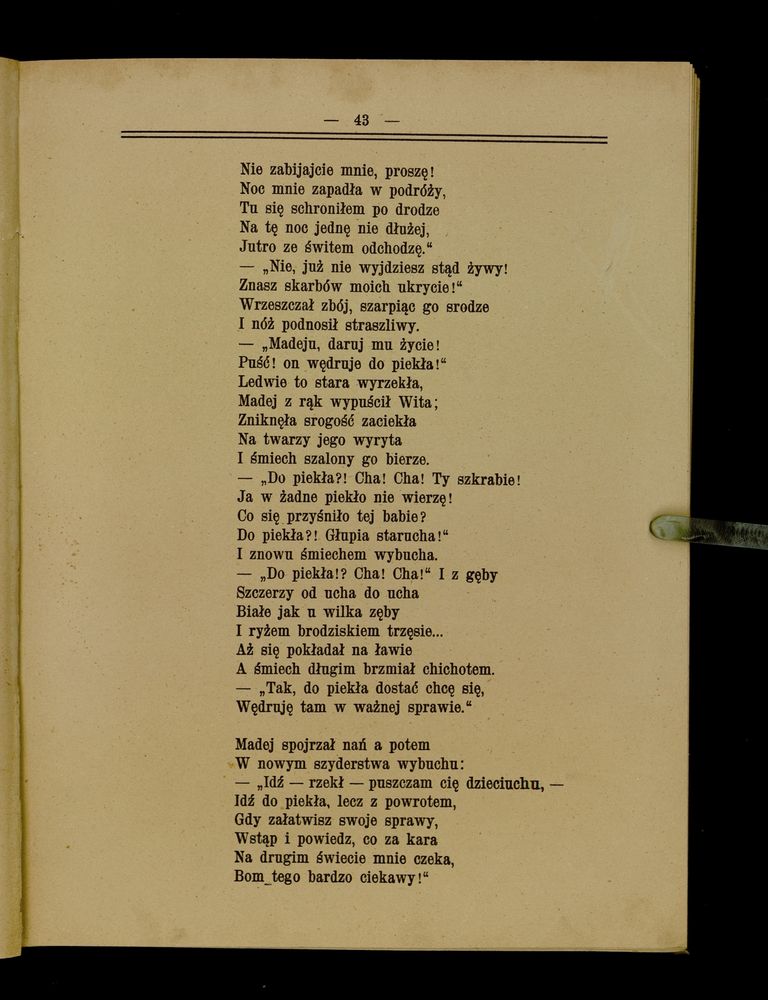 — 43 —
Nie zabijajcie mnie, proszę!
Noc mnie zapadła w podróży,
Tu się schroniłem po drodze
Na tę noc jednę nie dłużej,
Jutro ze świtem odchodzę.“
— „Nie, już nie wyjdziesz stąd żywy!
Znasz skarbów moich ukrycie!“
Wrzeszczał zbój, szarpiąc go srodze
I nóż podnosił straszliwy.
— „Madeju, daruj mu życie!
Puść! on wędruje do piekła!“
Ledwie to stara wyrzekła,
Madej z rąk wypuścił Wita;
Zniknęła srogość zaciekła
Na twarzy jego wyryta
I śmiech szalony go bierze.
— „Do piekła?! Cha! Cha! Ty szkrabie!
Ja w żadne piekło nie wierzę!
Co się przyśniło tej babie?
Do piekła?! Głupia starucha!“
I znowu śmiechem wybucha.
— „Do piekła!? Cha! Cha!“ I z gęby
Szczerzy od ucha do ucha
Białe jak u wilka zęby
I ryżem brodziskiem trzęsie...
Aż się pokładał na ławie
A śmiech długim brzmiał chichotem.
— „Tak, do piekła dostać chcę się,
Wędruję tam w ważnej sprawie.“
Madej spojrzał nań a potem
W nowym szyderstwa wybuchu:
— „Idź — rzekł — puszczam cię dzieciuchu, —
Idź do piekła, lecz z powrotem,
Gdy załatwisz swoje sprawy,
Wstąp i powiedz, co za kara
Na drugim świecie mnie czeka,
Bom tego bardzo ciekawy!“